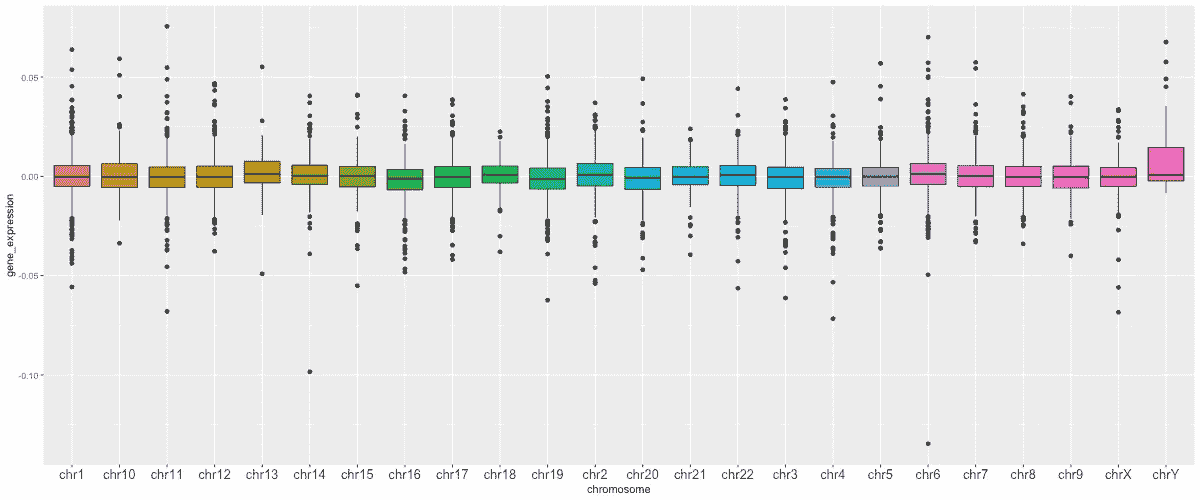 gene_expression
0.05
0.00
-0.05
-0.10
chr1 chr10 chr11 chr12 chr13 chr14 chr15 chr16 chr17 chr18 chr19 chr2 chr20 chr21 chr22 chr3 chr4 chr5 chr6 chr7 chr8 chr9 chrX chrY
chromosome